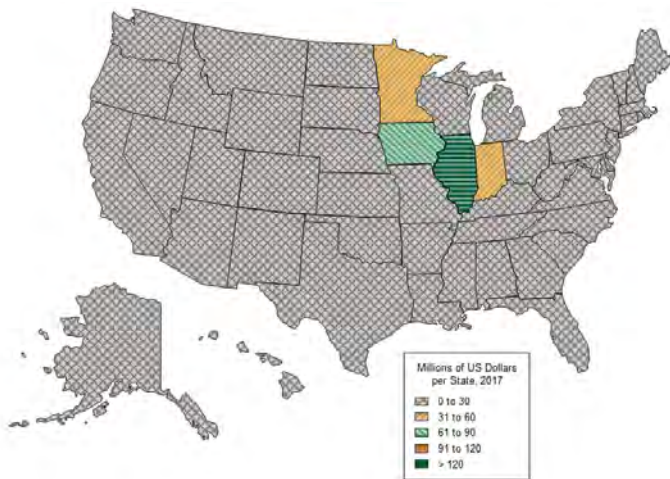 Millions of US Dollars
per State, 2017
0 to 30
31 to 60
61 to 90
91 to 120
> 120